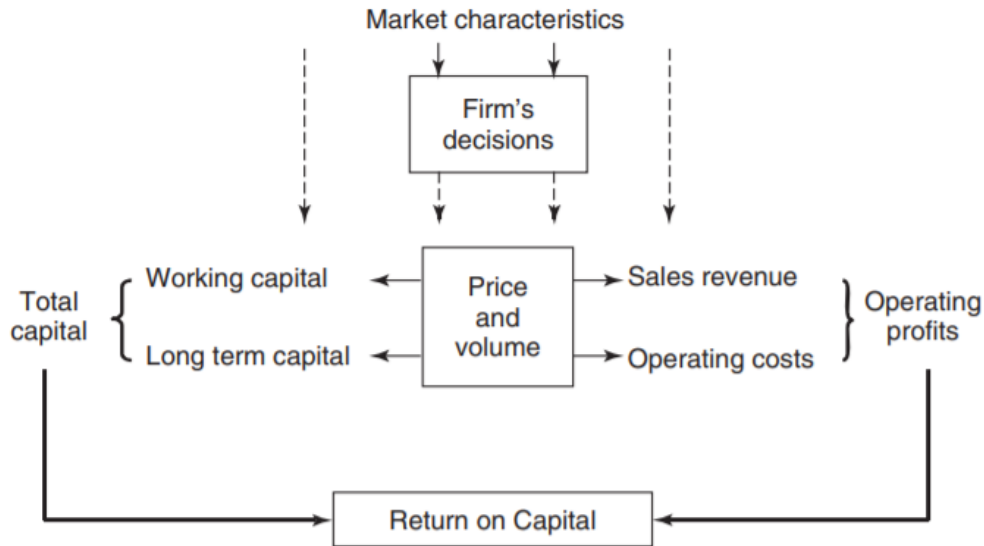 Market characteristics
Firm's
decisions
Working capital
Sales revenue
Total
capital
Price
and
volume
Operating
profits
Long term capital
Operating costs
Return on Capital